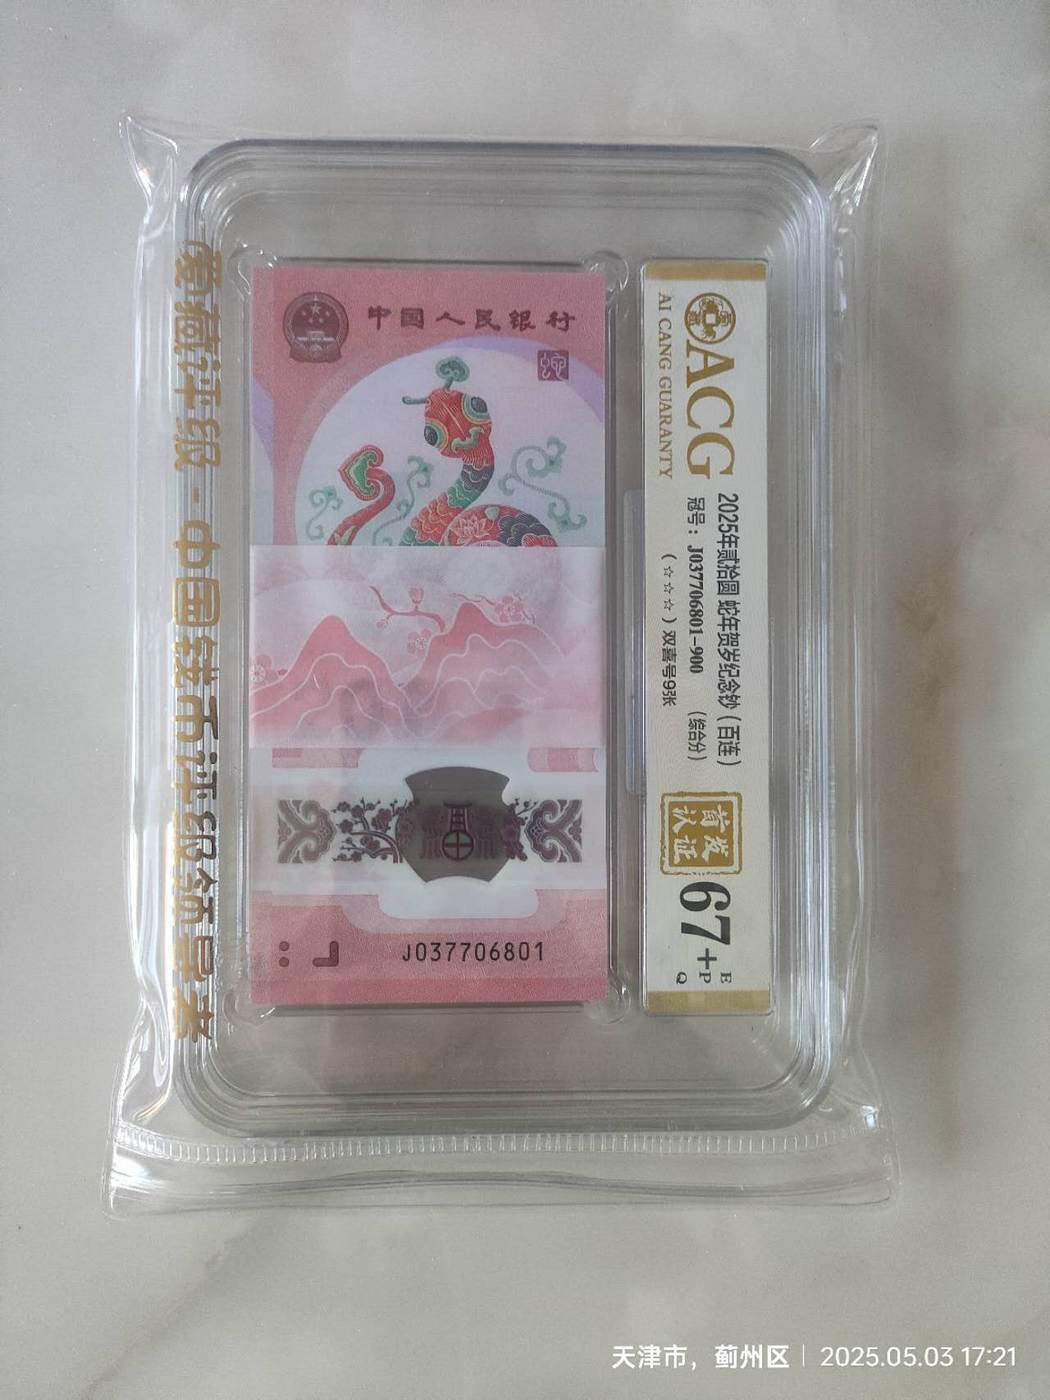 爱藏评级 - 中国钱币评级领导者
中国人民银行
蛇
J037706801
ACG
AI CANG GUARANTY
2025年贰拾圆 蛇年贺岁纪念钞（百连）
冠号：J037706801-900 （综合分）
（☆☆☆）双喜号9张
首发
认证
67+
E
P
Q
天津市，蓟州区 | 2025.05.03 17:21